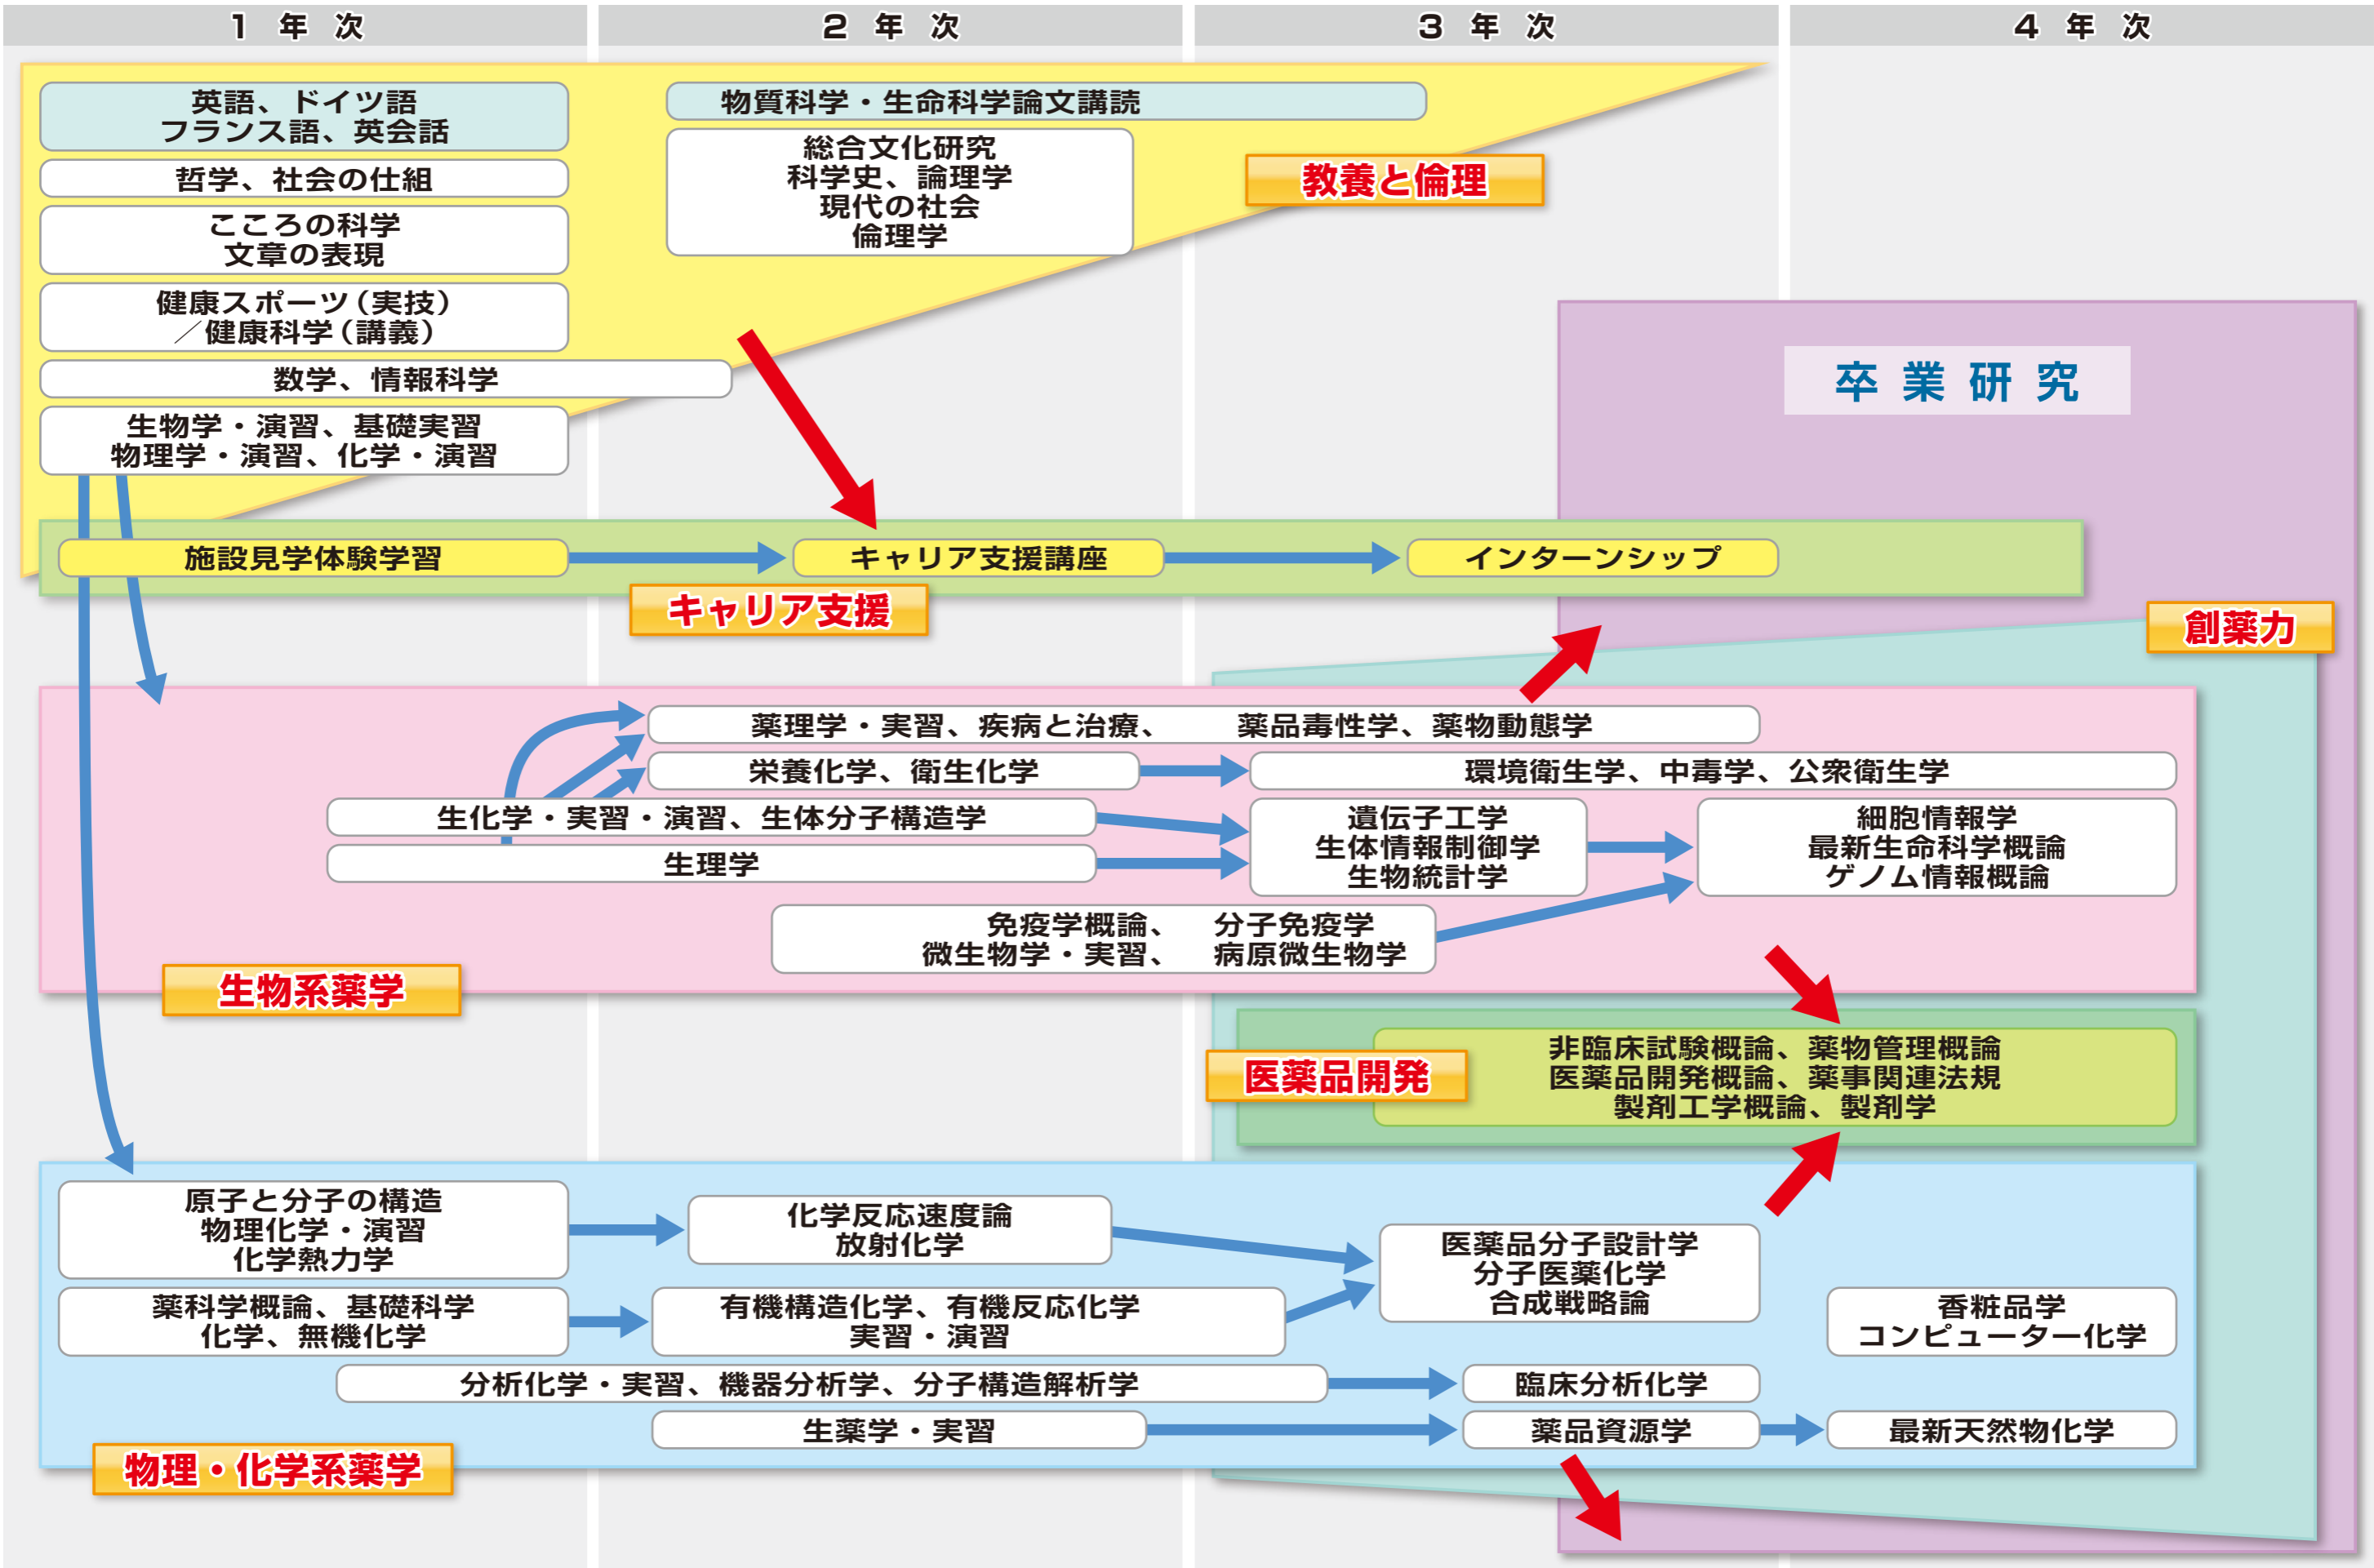 1 年 次
2 年 次
3 年 次
4 年 次
英語、ドイツ語
フランス語、英会話
哲学、社会の仕組
こころの科学
文章の表現
健康スポーツ（実技）
／健康科学（講義）
数学、情報科学
生物学・演習、基礎実習
物理学・演習、化学・演習
物質科学・生命科学論文講読
総合文化研究
科学史、論理学
現代の社会
倫理学
教養と倫理
卒業研究
施設見学体験学習
キャリア支援講座
インターンシップ
キャリア支援
創薬力
薬理学・実習、疾病と治療、　薬品毒性学、薬物動態学
栄養化学、衛生化学
環境衛生学、中毒学、公衆衛生学
生化学・実習・演習、生体分子構造学
生理学
遺伝子工学
生体情報制御学
生物統計学
細胞情報学
最新生命科学概論
ゲノム情報概論
免疫学概論、　分子免疫学
微生物学・実習、　病原微生物学
生物系薬学
医薬品開発
非臨床試験概論、薬物管理概論
医薬品開発概論、薬事関連法規
製剤工学概論、製剤学
原子と分子の構造
物理化学・演習
化学熱力学
化学反応速度論
放射化学
医薬品分子設計学
分子医薬化学
合成戦略論
薬科学概論、基礎科学
化学、無機化学
有機構造化学、有機反応化学
実習・演習
香粧品学
コンピューター化学
分析化学・実習、機器分析学、分子構造解析学
臨床分析化学
生薬学・実習
薬品資源学
最新天然物化学
物理・化学系薬学